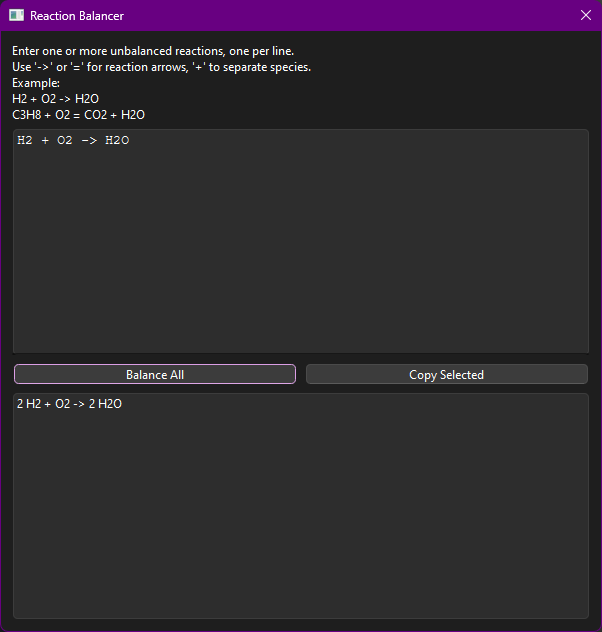 Reaction Balancer
Enter one or more unbalanced reactions, one per line.
Use '->' or '=' for reaction arrows, '+' to separate species.
Example:
H2 + O2 -> H2O
C3H8 + O2 = CO2 + H2O
H2 + O2 -> H2O
Balance All
Copy Selected
2 H2 + O2 -> 2 H2O